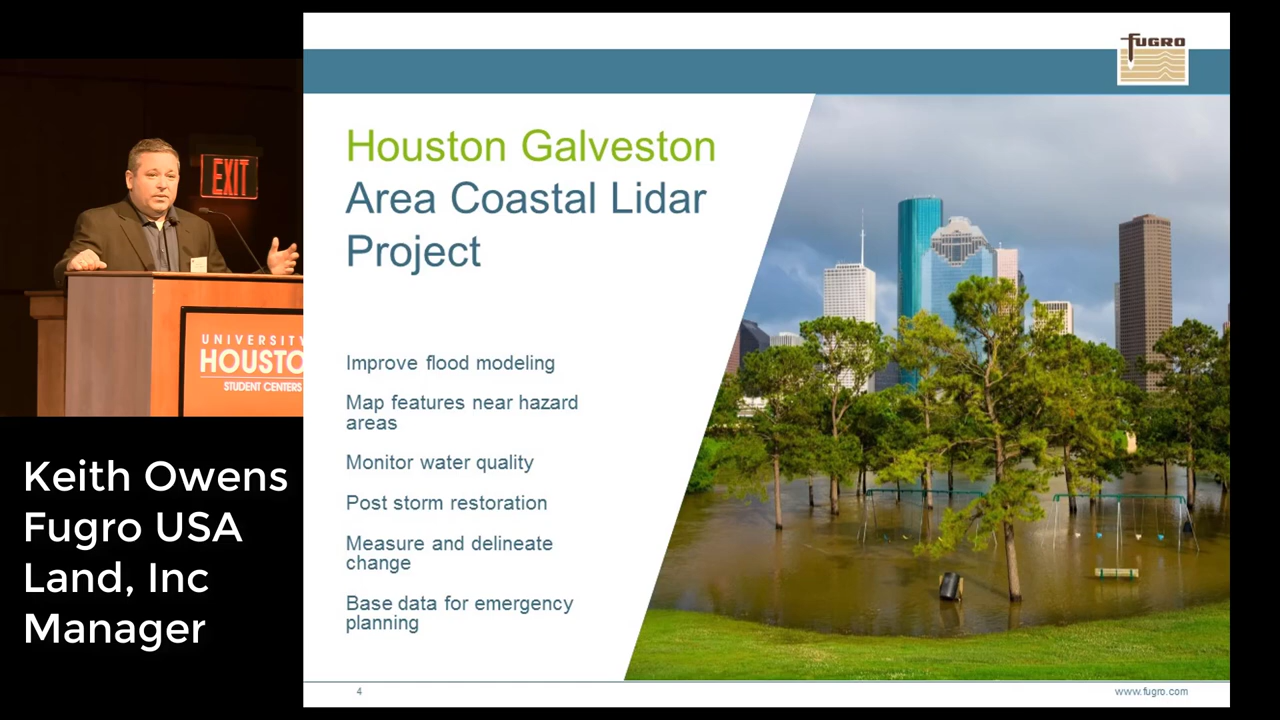 EXIT
UNIVERSITY
HOUSTO
STUDENT CENTERS
Keith Owens
Fugro USA
Land, Inc
Manager
FUGRO
Houston Galveston
Area Coastal Lidar
Project
Improve flood modeling
Map features near hazard
areas
Monitor water quality
Post storm restoration
Measure and delineate
change
Base data for emergency
planning
4
www.fugro.com